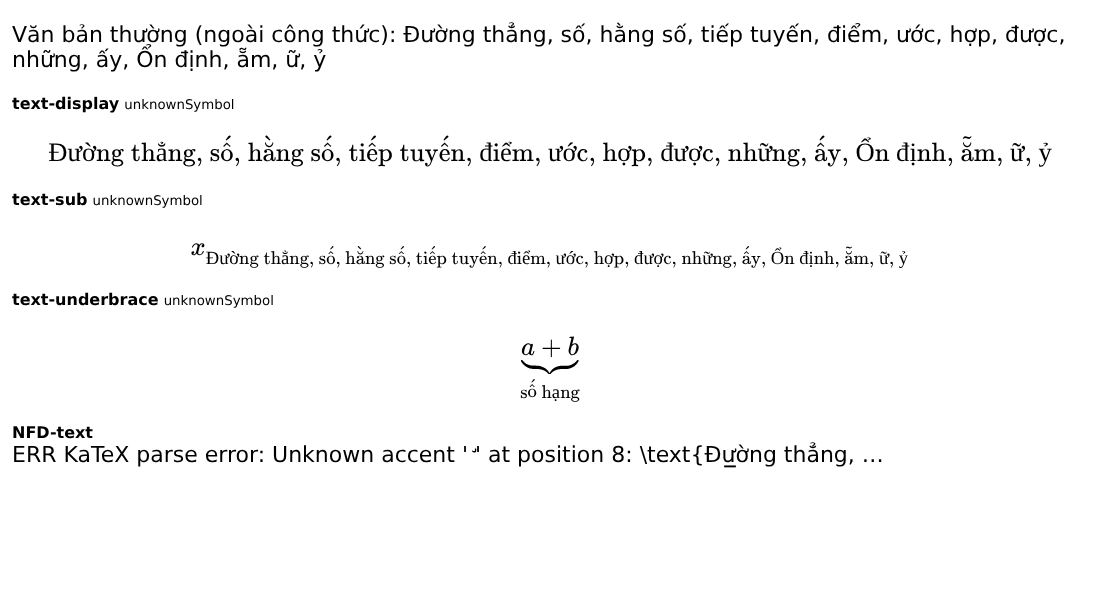 Văn bản thường (ngoài công thức): Đường thẳng, số, hằng số, tiếp tuyến, điểm, ước, hợp, được,
những, ấy, Ổn định, ẵm, ữ, ỷ
text-display unknownSymbol
Đường thẳng, số, hằng số, tiếp tuyến, điểm, ước, hợp, được, những, ấy, Ổn định, ẵm, ữ, ỷ
text-sub unknownSymbol
x Đường thẳng, số, hằng số, tiếp tuyến, điểm, ước, hợp, được, những, ấy, Ổn định, ẵm, ữ, ỷ
text-underbrace unknownSymbol
a + b
số hạng
NFD-text
ERR KaTeX parse error: Unknown accent ' ̛' at position 8: \text{Đư̲ờng thẳng, …